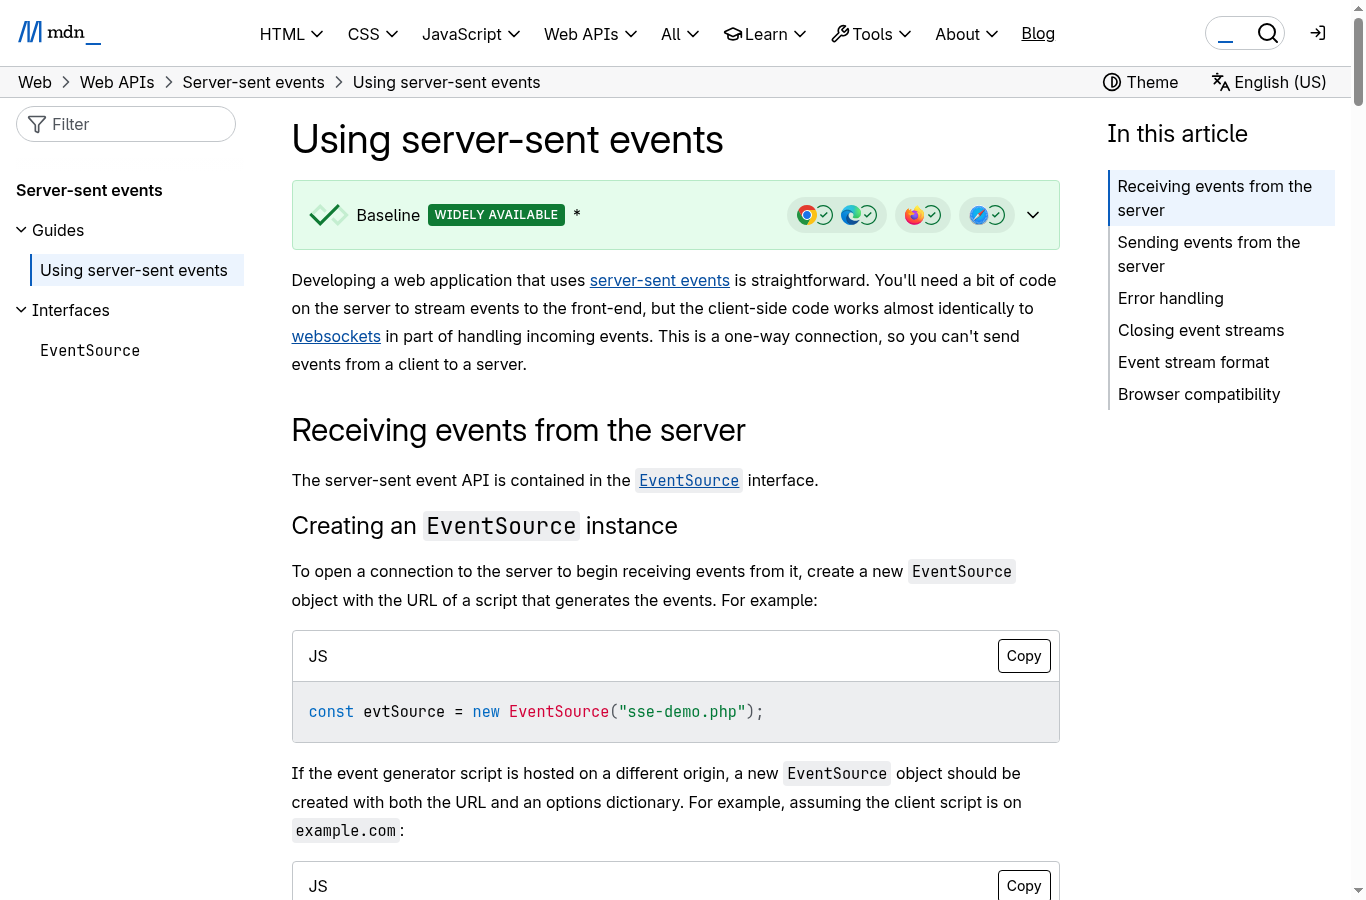 mdn_
HTML CSS JavaScript Web APIs All Learn Tools About Blog
_
Web Web APIs Server-sent events Using server-sent events
Theme English (US)
Filter
Server-sent events
Guides
Using server-sent events
Interfaces
EventSource
Using server-sent events
Baseline WIDELY AVAILABLE *
Developing a web application that uses server-sent events is straightforward. You'll need a bit of code
on the server to stream events to the front-end, but the client-side code works almost identically to
websockets in part of handling incoming events. This is a one-way connection, so you can't send
events from a client to a server.
Receiving events from the server
The server-sent event API is contained in the EventSource interface.
Creating an EventSource instance
To open a connection to the server to begin receiving events from it, create a new EventSource
object with the URL of a script that generates the events. For example:
JS Copy
const evtSource = new EventSource("sse-demo.php");
If the event generator script is hosted on a different origin, a new EventSource object should be
created with both the URL and an options dictionary. For example, assuming the client script is on
example.com:
JS Copy
In this article
Receiving events from the
server
Sending events from the
server
Error handling
Closing event streams
Event stream format
Browser compatibility